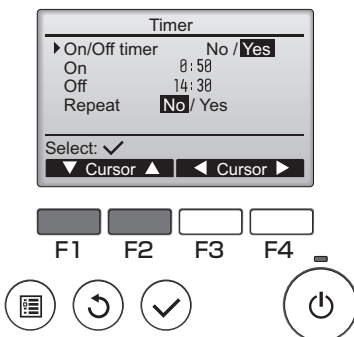 Timer
On/Off timer No / Yes
On 0:50
Off 14:30
Repeat No / Yes
Select: ✓
▼ Cursor ▲ ◀ Cursor ▶
F1 F2 F3 F4